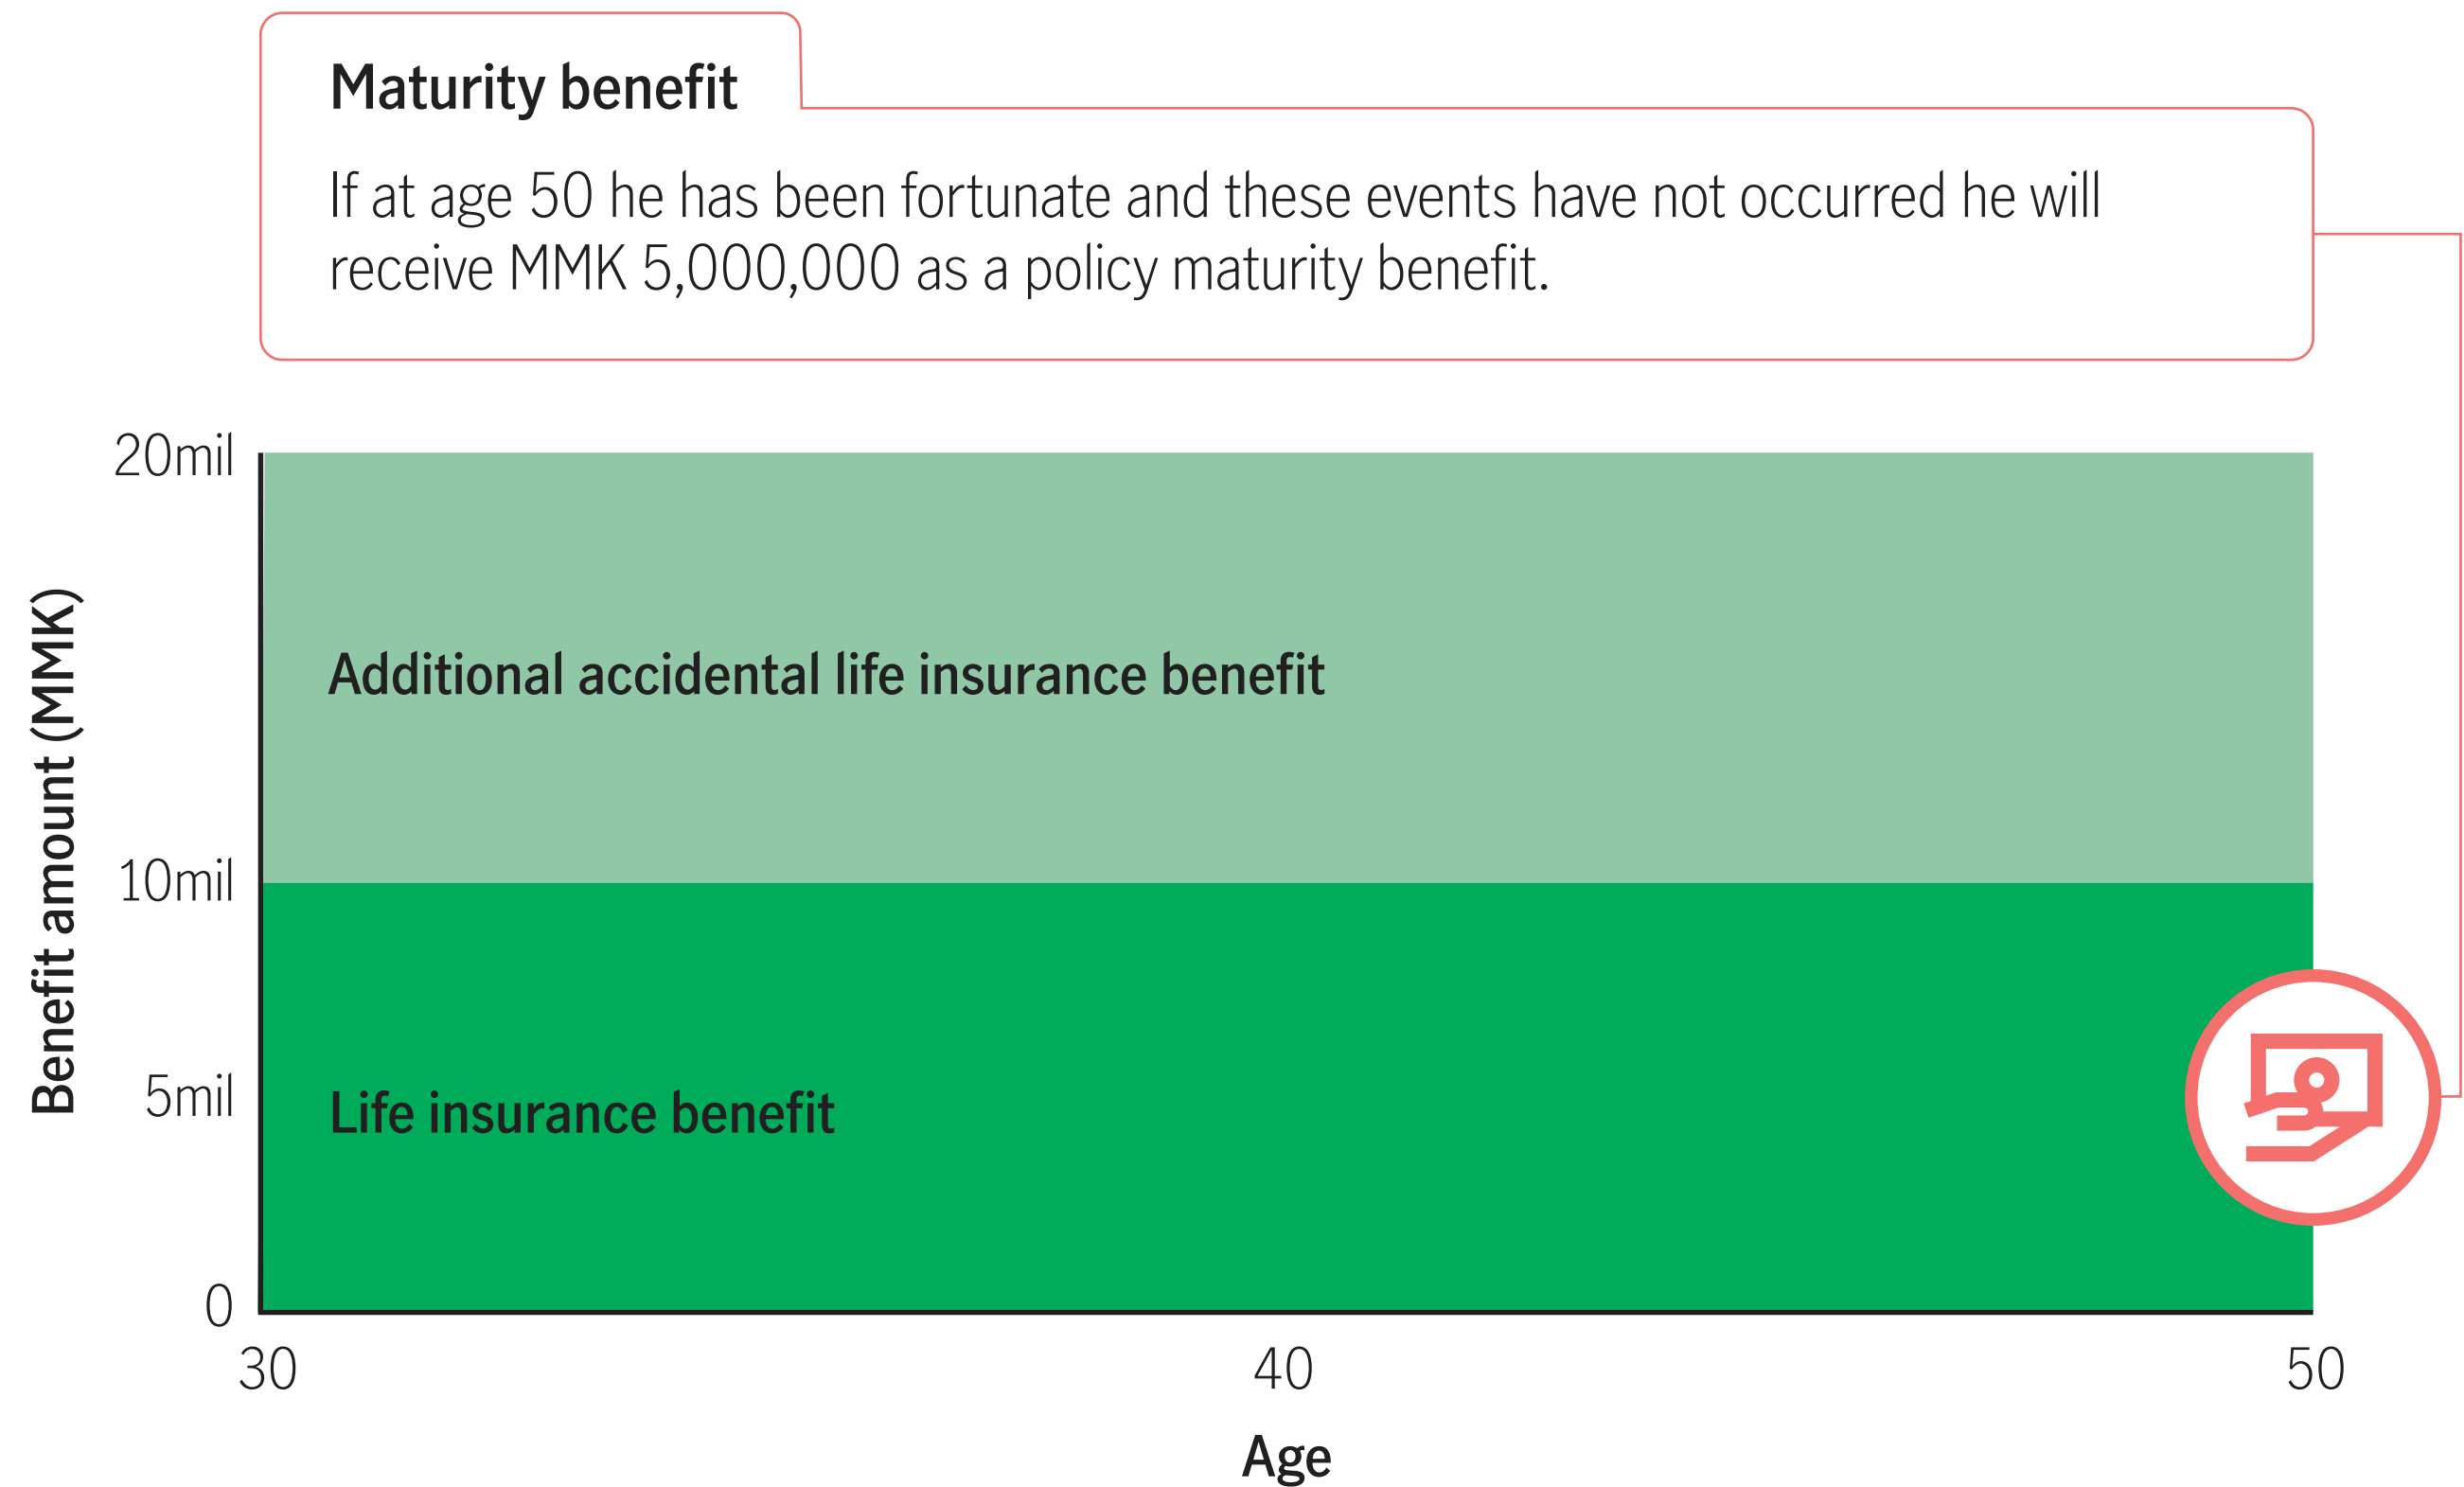 Maturity benefit
If at age 50 he has been fortunate and these events have not occurred he will
receive MMK 5,000,000 as a policy maturity benefit.
Benefit amount (MMK)
20mil
Additional accidental life insurance benefit
10mil
5mil
Life insurance benefit
0
30
40
50
Age